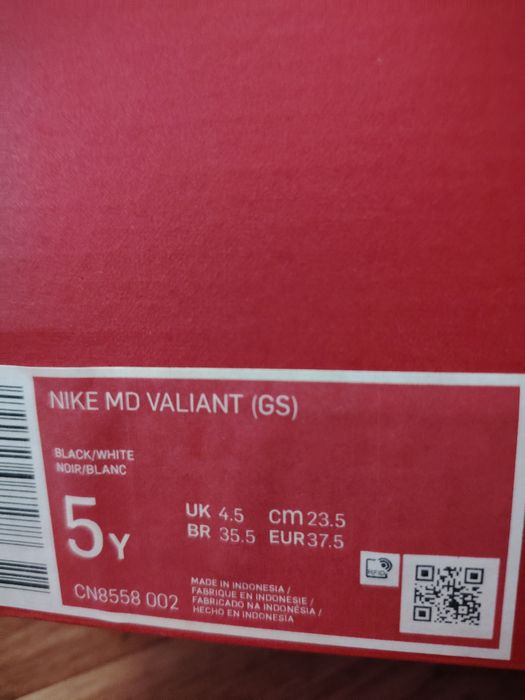 NIKE MD VALIANT (GS)
BLACK/WHITE
NOIR/BLANC
5Y
UK 4.5 cm 23.5
BR 35.5 EUR 37.5
CN8558 002
MADE IN INDONESIA /
FABRIQUE EN INDONESIE /
FABRICADO NA INDONÉSIA /
HECHO EN INDONESIA
RFID